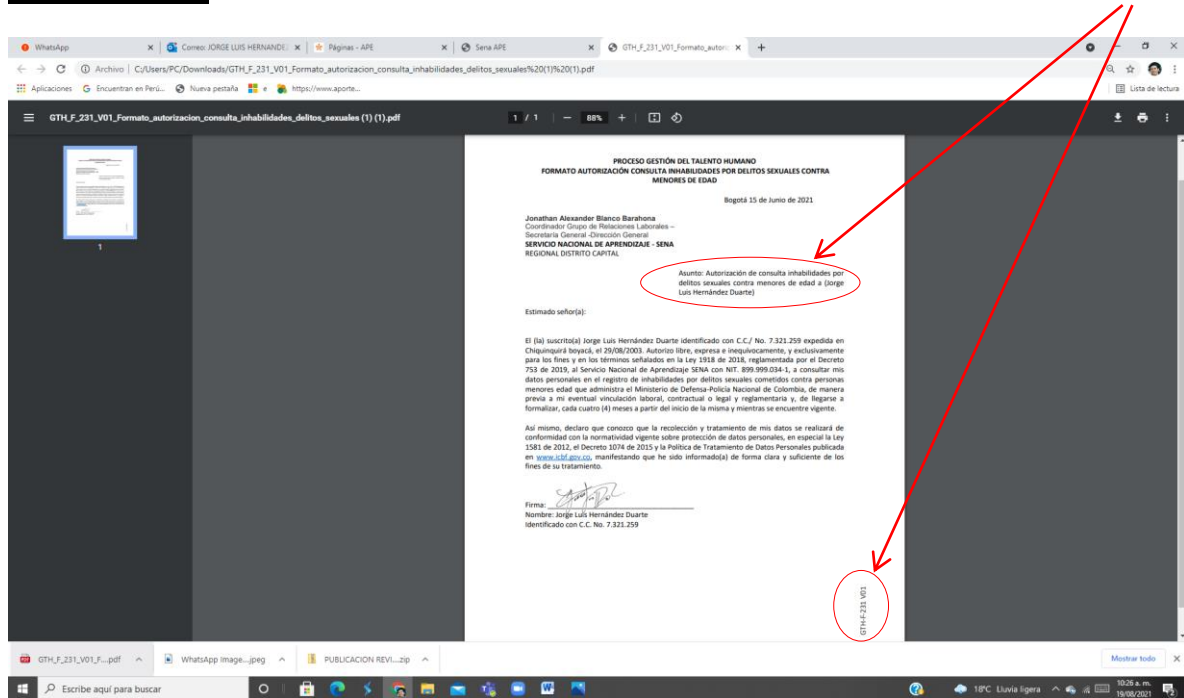 WhatsApp
Correo: JORGE LUIS HERNANDEZ
Páginas - APE
Sena APE
GTH_F_231_V01_Formato_autori
Archivo | C:/Users/PC/Downloads/GTH_F_231_V01_Formato_autorizacion_consulta_inhabilidades_delitos_sexuales%20(1)%20(1).pdf
Aplicaciones
Encuentran en Perú...
Nueva pestaña
e
https://www.aporte...
Lista de lectura
GTH_F_231_V01_Formato_autorizacion_consulta_inhabilidades_delitos_sexuales (1) (1).pdf
1 / 1
88%
1
PROCESO GESTIÓN DEL TALENTO HUMANO
FORMATO AUTORIZACIÓN CONSULTA INHABILIDADES POR DELITOS SEXUALES CONTRA
MENORES DE EDAD
Bogotá 15 de Junio de 2021
Jonathan Alexander Blanco Barahona
Coordinador Grupo de Relaciones Laborales –
Secretaría General -Dirección General
SERVICIO NACIONAL DE APRENDIZAJE - SENA
REGIONAL DISTRITO CAPITAL
Asunto: Autorización de consulta inhabilidades por
delitos sexuales contra menores de edad a (Jorge
Luis Hernández Duarte)
Estimado señor(a):
El (la) suscrito(a) Jorge Luis Hernández Duarte identificado con C.C./ No. 7.321.259 expedida en
Chiquinquirá boyacá, el 29/08/2003. Autorizo libre, expresa e inequívocamente, y exclusivamente
para los fines y en los términos señalados en la Ley 1918 de 2018, reglamentada por el Decreto
753 de 2019, al Servicio Nacional de Aprendizaje SENA con NIT. 899.999.034-1, a consultar mis
datos personales en el registro de inhabilidades por delitos sexuales cometidos contra personas
menores edad que administra el Ministerio de Defensa-Policía Nacional de Colombia, de manera
previa a mi eventual vinculación laboral, contractual o legal y reglamentaria y, de llegarse a
formalizar, cada cuatro (4) meses a partir del inicio de la misma y mientras se encuentre vigente.
Así mismo, declaro que conozco que la recolección y tratamiento de mis datos se realizará de
conformidad con la normatividad vigente sobre protección de datos personales, en especial la Ley
1581 de 2012, el Decreto 1074 de 2015 y la Política de Tratamiento de Datos Personales publicada
en www.icbf.gov.co, manifestando que he sido informado(a) de forma clara y suficiente de los
fines de su tratamiento.
Firma:
Nombre: Jorge Luis Hernández Duarte
Identificado con C.C. No. 7.321.259
GTH-F-231 V01
GTH_F_231_V01_F....pdf
WhatsApp Image...jpeg
PUBLICACION REVI....zip
Mostrar todo
Escribe aquí para buscar
18°C Lluvia ligera
10:26 a. m.
19/08/2021